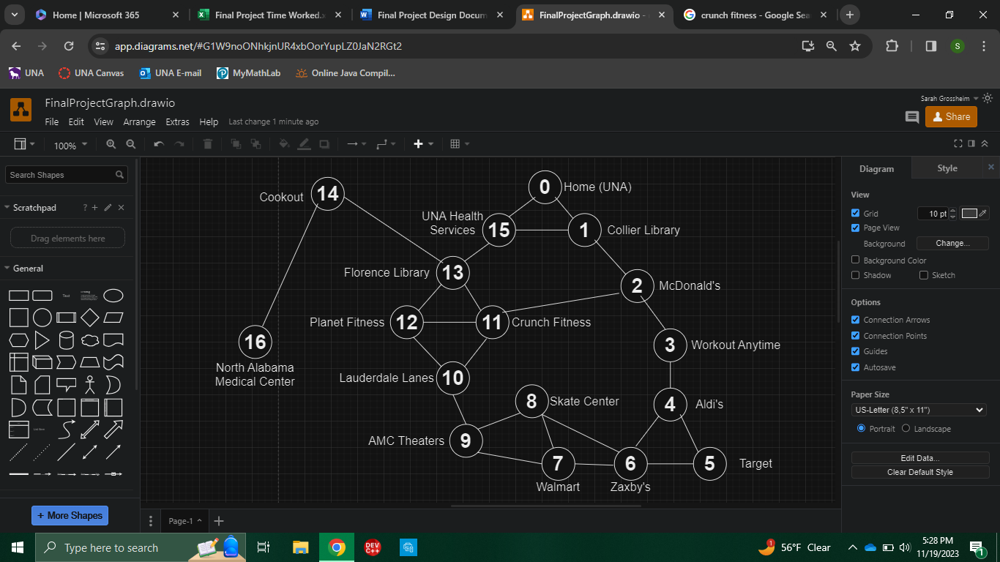 Home | Microsoft 365
Final Project Time Worked.x
Final Project Design Docum
FinalProjectGraph.drawio -
crunch fitness - Google Sea
app.diagrams.net/#G1W9noONhkjnUR4xbOorYupLZ0JaN2RGt2
S
UNA
UNA Canvas
UNA E-mail
MyMathLab
Online Java Compil...
FinalProjectGraph.drawio
Sarah Grossheim
File Edit View Arrange Extras Help Last change 1 minute ago
Share
100%
Search Shapes
Scratchpad
Drag elements here
General
Text
Heading
List Item
+ More Shapes
0 Home (UNA)
14 Cookout
UNA Health
Services
15
1 Collier Library
Florence Library 13
2 McDonald's
Planet Fitness 12
11 Crunch Fitness
16
North Alabama
Medical Center
3 Workout Anytime
Lauderdale Lanes 10
8 Skate Center
4 Aldi's
AMC Theaters 9
7
Walmart
6
Zaxby's
5 Target
Page-1
Diagram
Style
View
Grid
10 pt
Page View
Background
Change...
Background Color
Shadow
Sketch
Options
Connection Arrows
Connection Points
Guides
Autosave
Paper Size
US-Letter (8,5" x 11")
Portrait
Landscape
Edit Data...
Clear Default Style
Type here to search
DEV
C++
1
56°F Clear
5:28 PM
11/19/2023
1